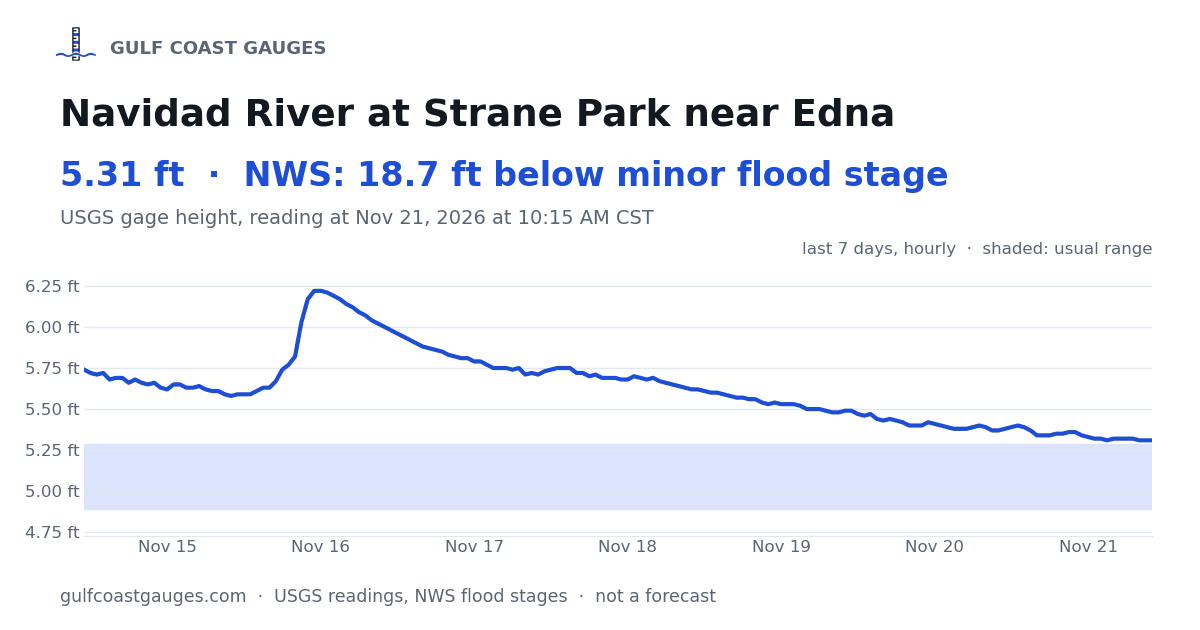 GULF COAST GAUGES
Navidad River at Strane Park near Edna
5.31 ft · NWS: 18.7 ft below minor flood stage
USGS gage height, reading at Nov 21, 2026 at 10:15 AM CST
last 7 days, hourly · shaded: usual range
6.25 ft
6.00 ft
5.75 ft
5.50 ft
5.25 ft
5.00 ft
4.75 ft
Nov 15 Nov 16 Nov 17 Nov 18 Nov 19 Nov 20 Nov 21
gulfcoastgauges.com · USGS readings, NWS flood stages · not a forecast